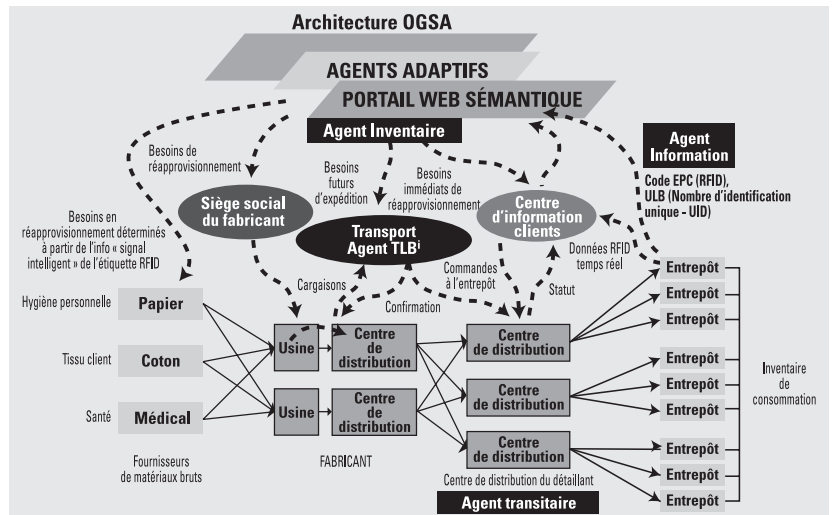 Architecture OGSA
AGENTS ADAPTIFS
PORTAIL WEB SÉMANTIQUE
Agent Inventaire
Agent
Information
Code EPC (RFID),
ULB (Nombre d'identification
unique - UID)
Besoins de
réapprovisionnement
Besoins
futurs
d'expédition
Besoins
immédiats de
réapprovisionnement
Siège social
du fabricant
Transport
Agent TLBⁱ
Centre
d'information
clients
Besoins en
réapprovisionnement déterminés
à partir de l'info « signal
intelligent » de l'étiquette RFID
Données RFID
temps réel
Cargaisons
Confirmation
Commandes
à l'entrepôt
Statut
Hygiène personnelle
Papier
Tissu client
Coton
Santé
Médical
Fournisseurs
de matériaux bruts
Usine
Centre
de
distribution
Usine
Centre
de
distribution
FABRICANT
Centre
de distribution
Centre
de distribution
Centre
de distribution
Centre de distribution du détaillant
Agent transitaire
Entrepôt
Entrepôt
Entrepôt
Entrepôt
Entrepôt
Entrepôt
Entrepôt
Entrepôt
Entrepôt
Inventaire
de
consommation